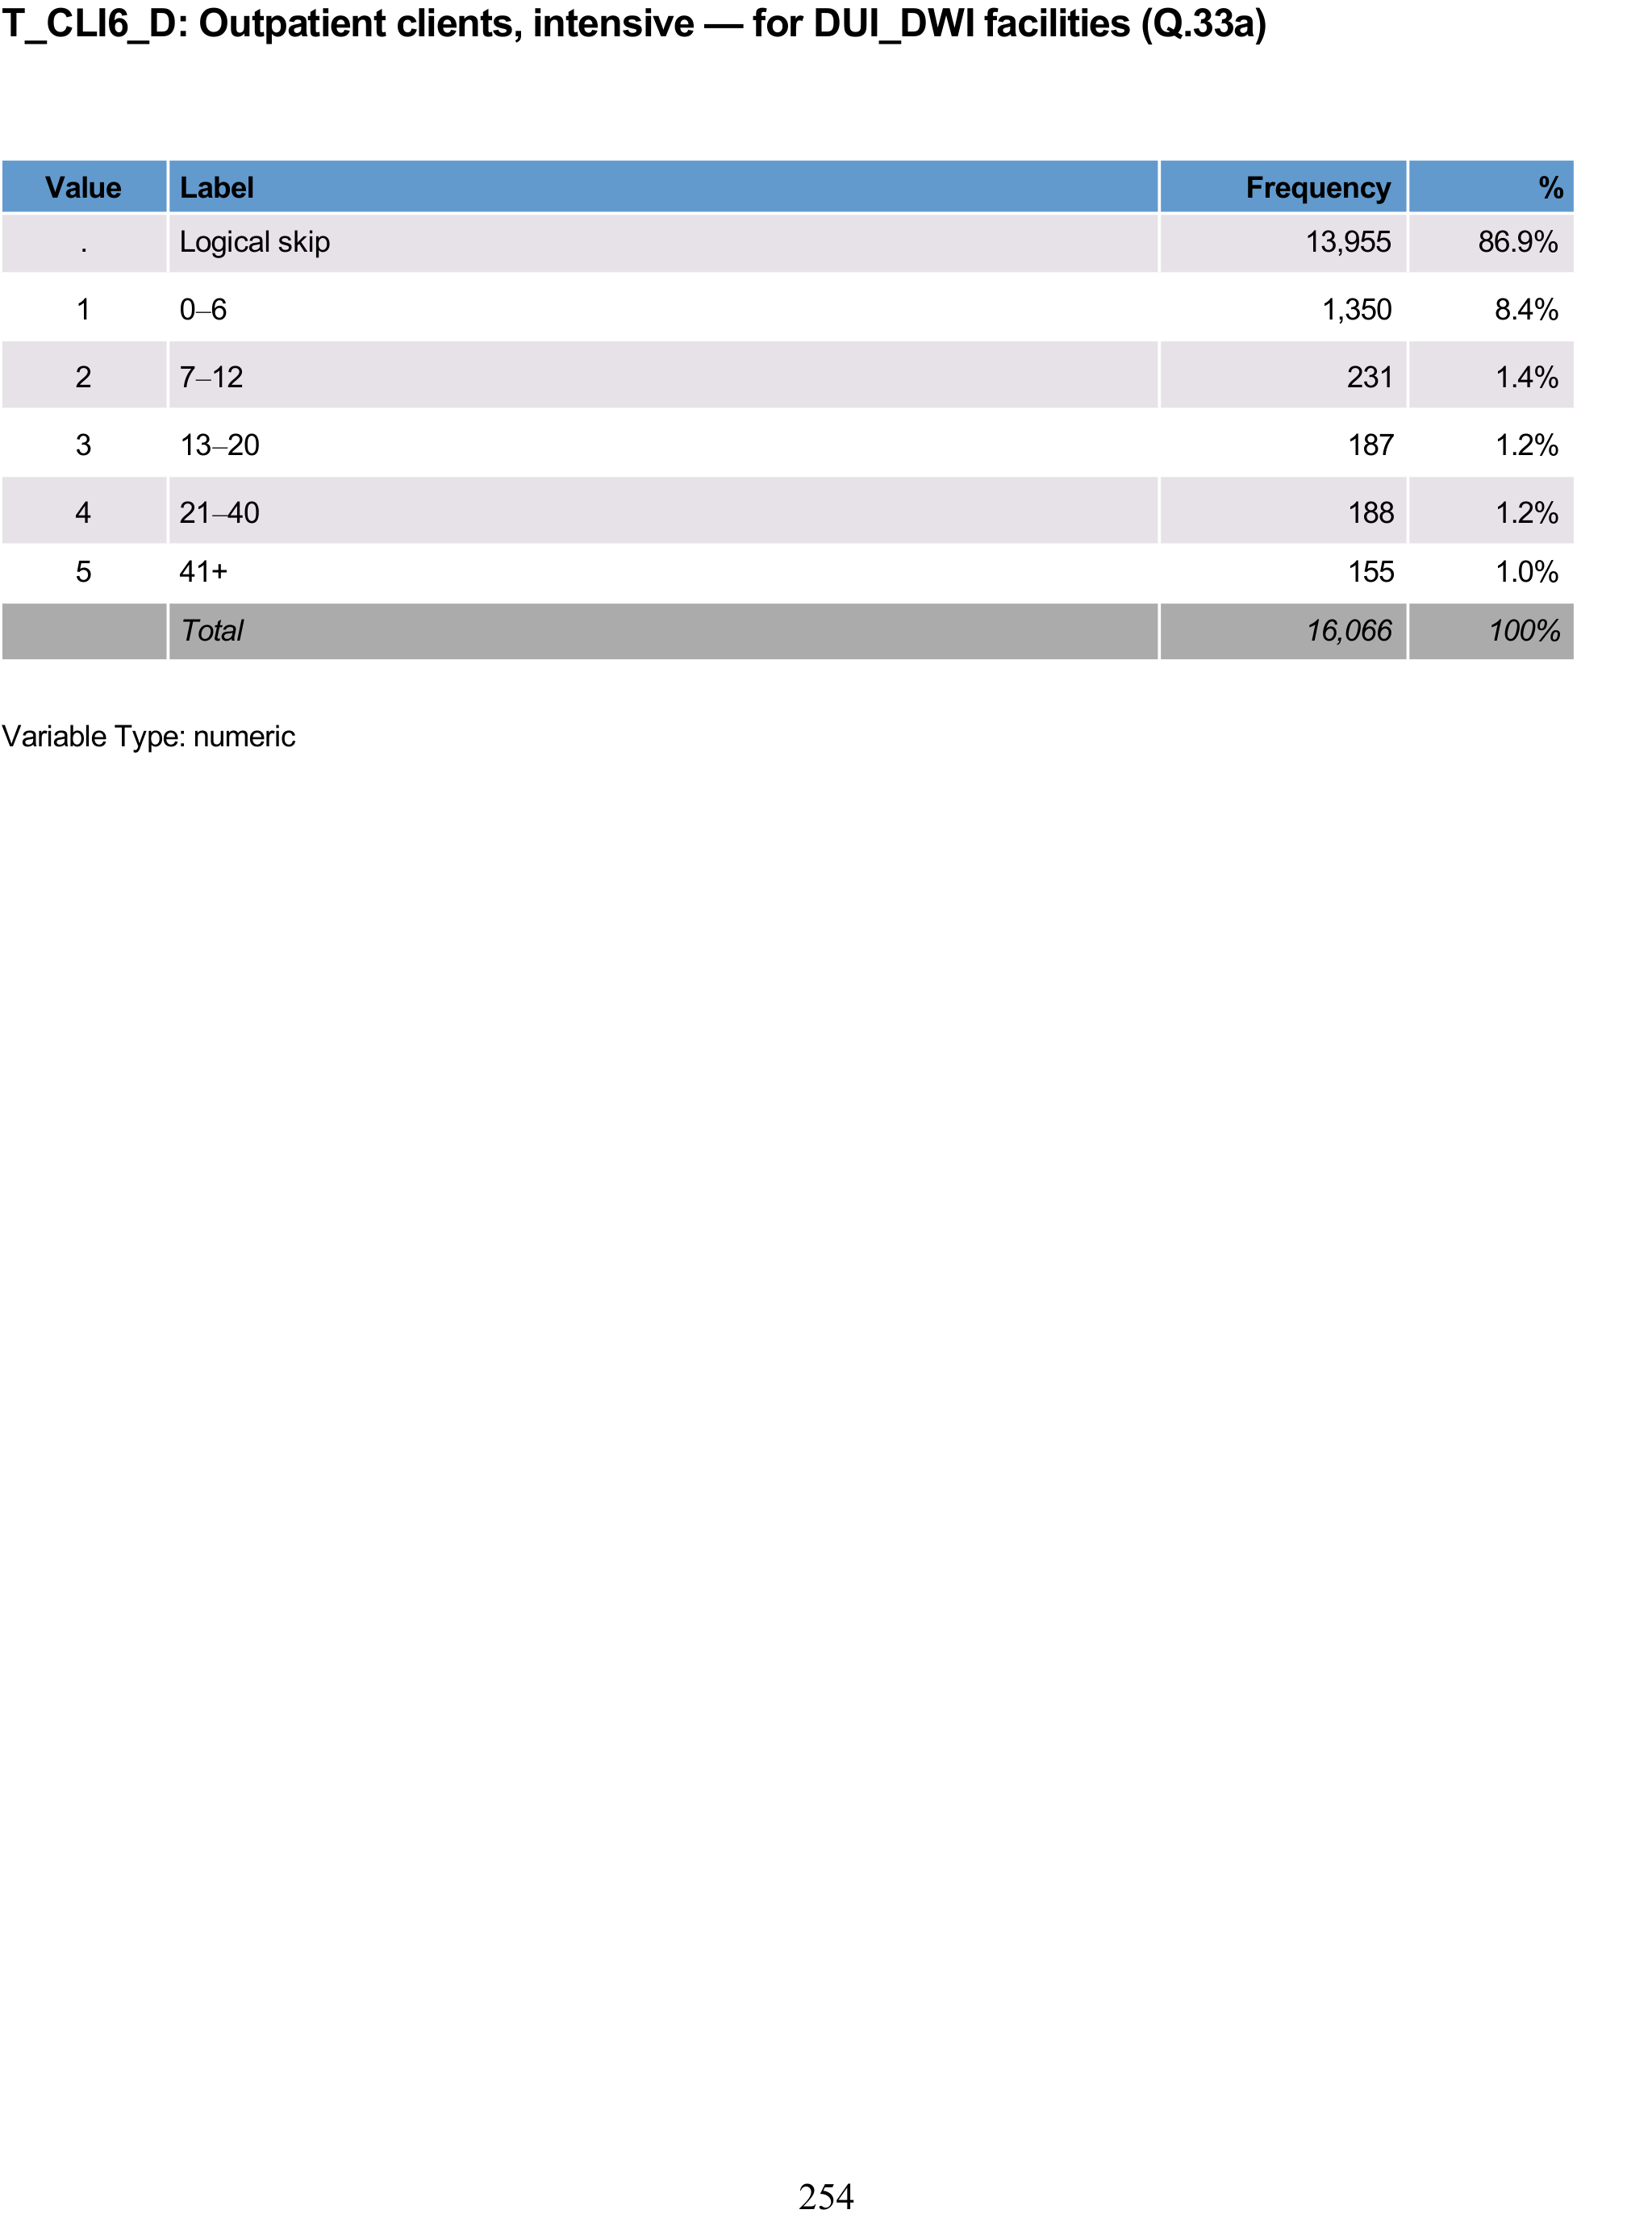 T_CLI6_D: Outpatient clients, intensive — for DUI_DWI facilities (Q.33a)
Value Label Frequency %
. Logical skip 13,955 86.9%
1 0–6 1,350 8.4%
2 7–12 231 1.4%
3 13–20 187 1.2%
4 21–40 188 1.2%
5 41+ 155 1.0%
Total 16,066 100%
Variable Type: numeric
254